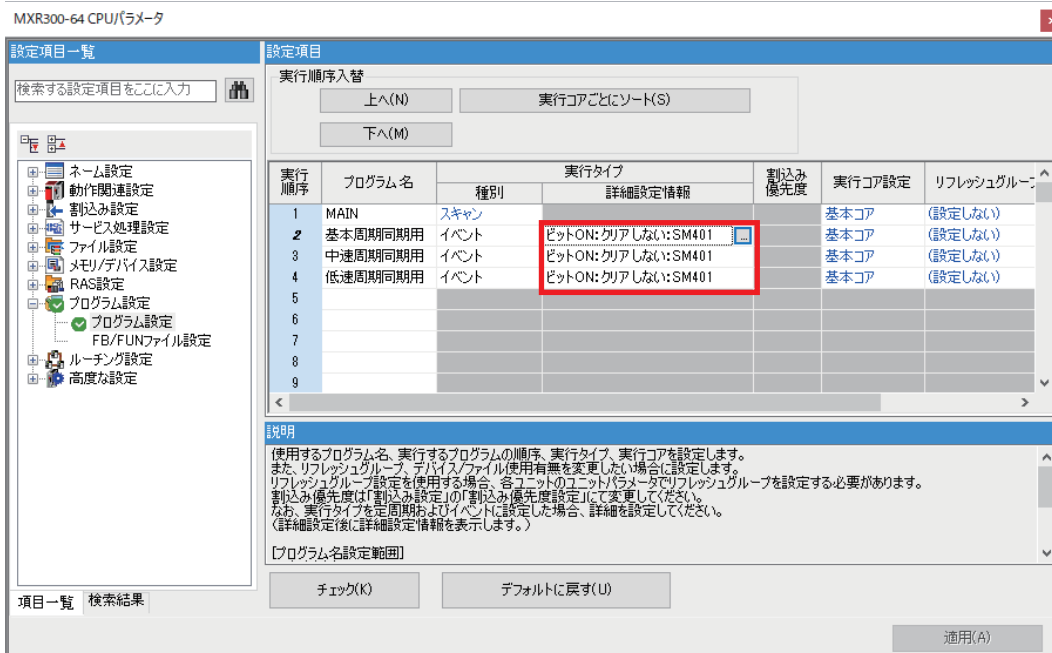 MXR300-64 CPUパラメータ
設定項目一覧
検索する設定項目をここに入力
ネーム設定
動作関連設定
割込み設定
サービス処理設定
ファイル設定
メモリ/デバイス設定
RAS設定
プログラム設定
プログラム設定
FB/FUNファイル設定
ルーチング設定
高度な設定
項目一覧 検索結果
設定項目
実行順序入替
上へ(N) 実行コアごとにソート(S)
下へ(M)
実行順序 プログラム名 実行タイプ 割込み優先度 実行コア設定 リフレッシュグルー
種別 詳細設定情報
1 MAIN スキャン 基本コア (設定しない)
2 基本周期同期用 イベント ビットON:クリアしない:SM401 ... 基本コア (設定しない)
3 中速周期同期用 イベント ビットON:クリアしない:SM401 基本コア (設定しない)
4 低速周期同期用 イベント ビットON:クリアしない:SM401 基本コア (設定しない)
5
6
7
8
9
説明
使用するプログラム名、実行するプログラムの順序、実行タイプ、実行コアを設定します。
また、リフレッシュグループ、デバイス/ファイル使用有無を変更したい場合に設定します。
リフレッシュグループ設定を使用する場合、各ユニットのユニットパラメータでリフレッシュグループを設定する必要があります。
割込み優先度は「割込み設定」の「割込み優先度設定」にて変更してください。
なお、実行タイプを定周期およびイベントに設定した場合、詳細を設定してください。
(詳細設定後に詳細設定情報を表示します。)
[プログラム名設定範囲]
チェック(K) デフォルトに戻す(U)
適用(A)